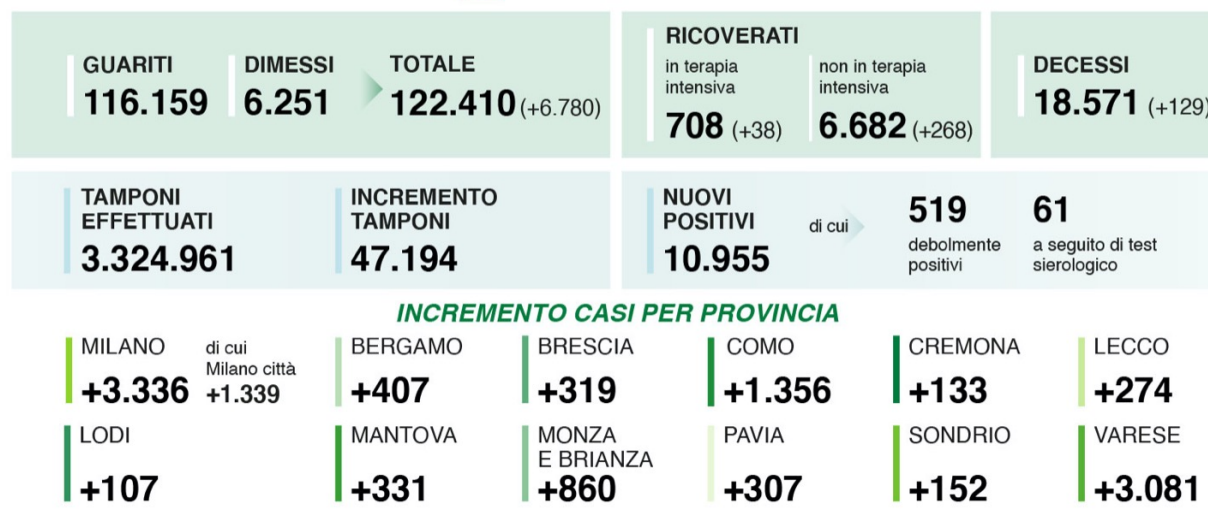 GUARITI
116.159
DIMESSI
6.251
TOTALE
122.410 (+6.780)
RICOVERATI
in terapia
intensiva
708 (+38)
non in terapia
intensiva
6.682 (+268)
DECESSI
18.571 (+129)
TAMPONI
EFFETTUATI
3.324.961
INCREMENTO
TAMPONI
47.194
NUOVI
POSITIVI
10.955
di cui
519
debolmente
positivi
61
a seguito di test
sierologico
INCREMENTO CASI PER PROVINCIA
MILANO
+3.336
di cui
Milano città
+1.339
BERGAMO
+407
BRESCIA
+319
COMO
+1.356
CREMONA
+133
LECCO
+274
LODI
+107
MANTOVA
+331
MONZA
E BRIANZA
+860
PAVIA
+307
SONDRIO
+152
VARESE
+3.081